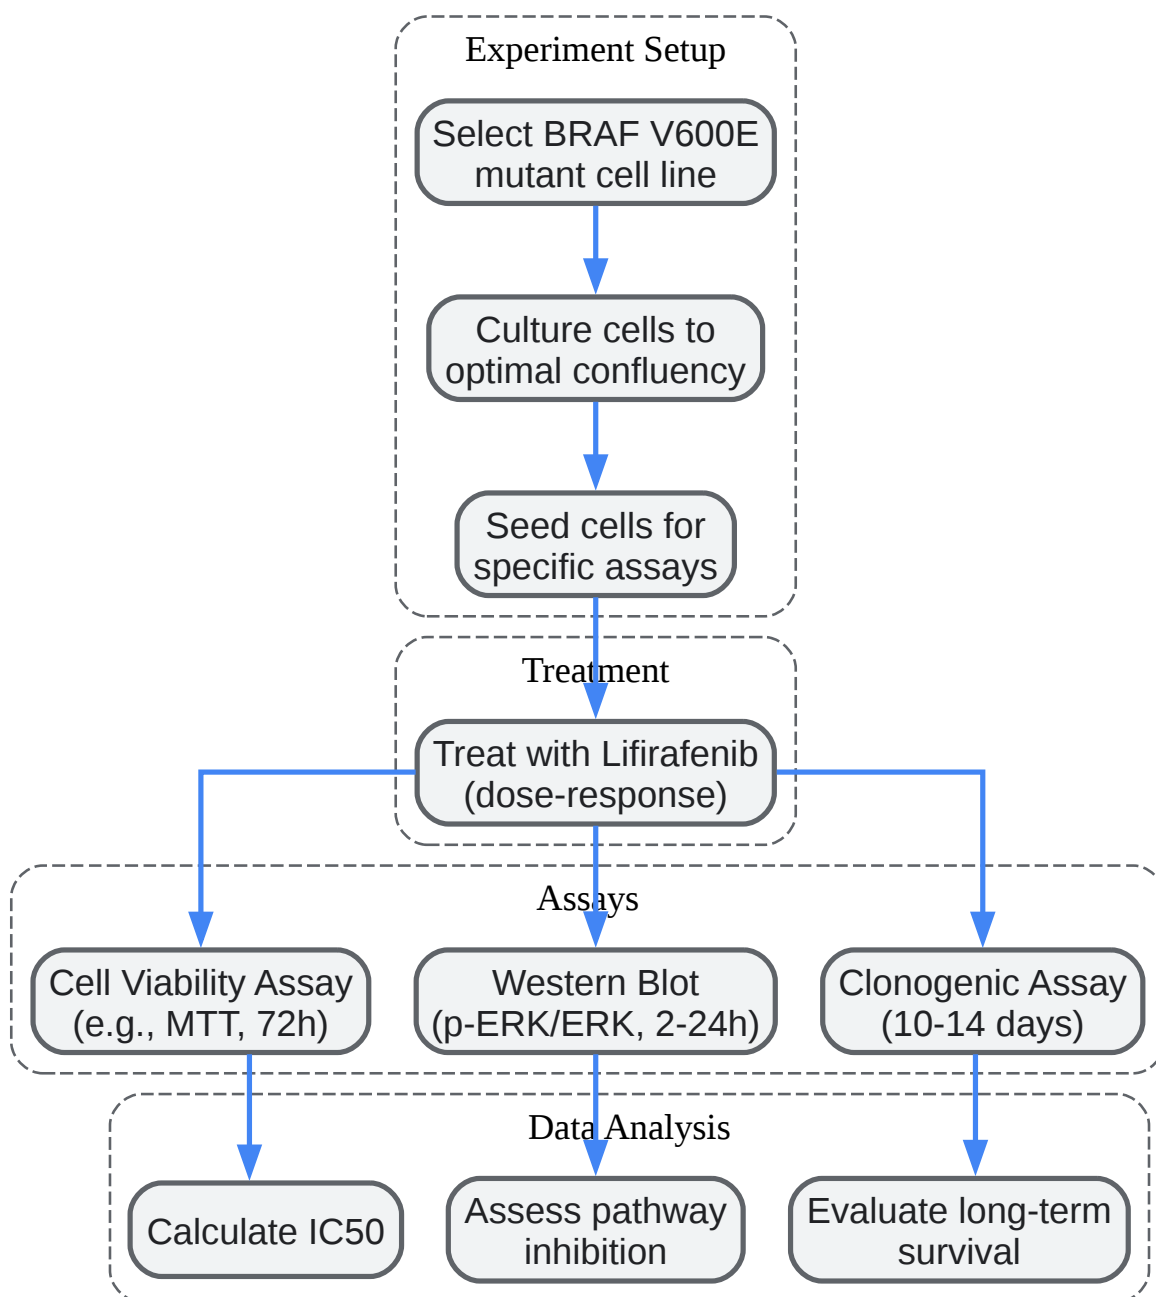 Experiment Setup
Select BRAF V600E
mutant cell line
Culture cells to
optimal confluency
Seed cells for
specific assays
Treatment
Treat with Lifirafenib
(dose-response)
Assays
Cell Viability Assay
(e.g., MTT, 72h)
Western Blot
(p-ERK/ERK, 2-24h)
Clonogenic Assay
(10-14 days)
Data Analysis
Calculate IC50
Assess pathway
inhibition
Evaluate long-term
survival